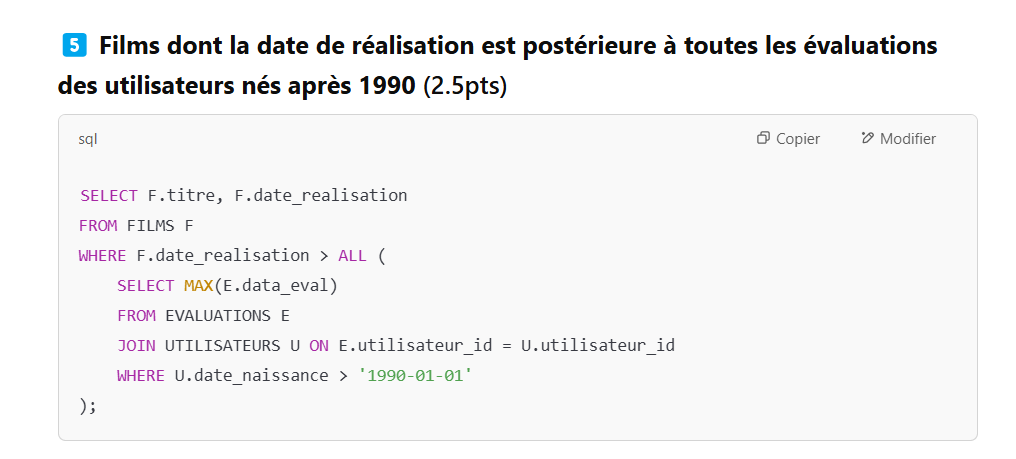 5 Films dont la date de réalisation est postérieure à toutes les évaluations
des utilisateurs nés après 1990 (2.5pts)
sql Copier Modifier
SELECT F.titre, F.date_realisation
FROM FILMS F
WHERE F.date_realisation > ALL (
    SELECT MAX(E.data_eval)
    FROM EVALUATIONS E
    JOIN UTILISATEURS U ON E.utilisateur_id = U.utilisateur_id
    WHERE U.date_naissance > '1990-01-01'
);